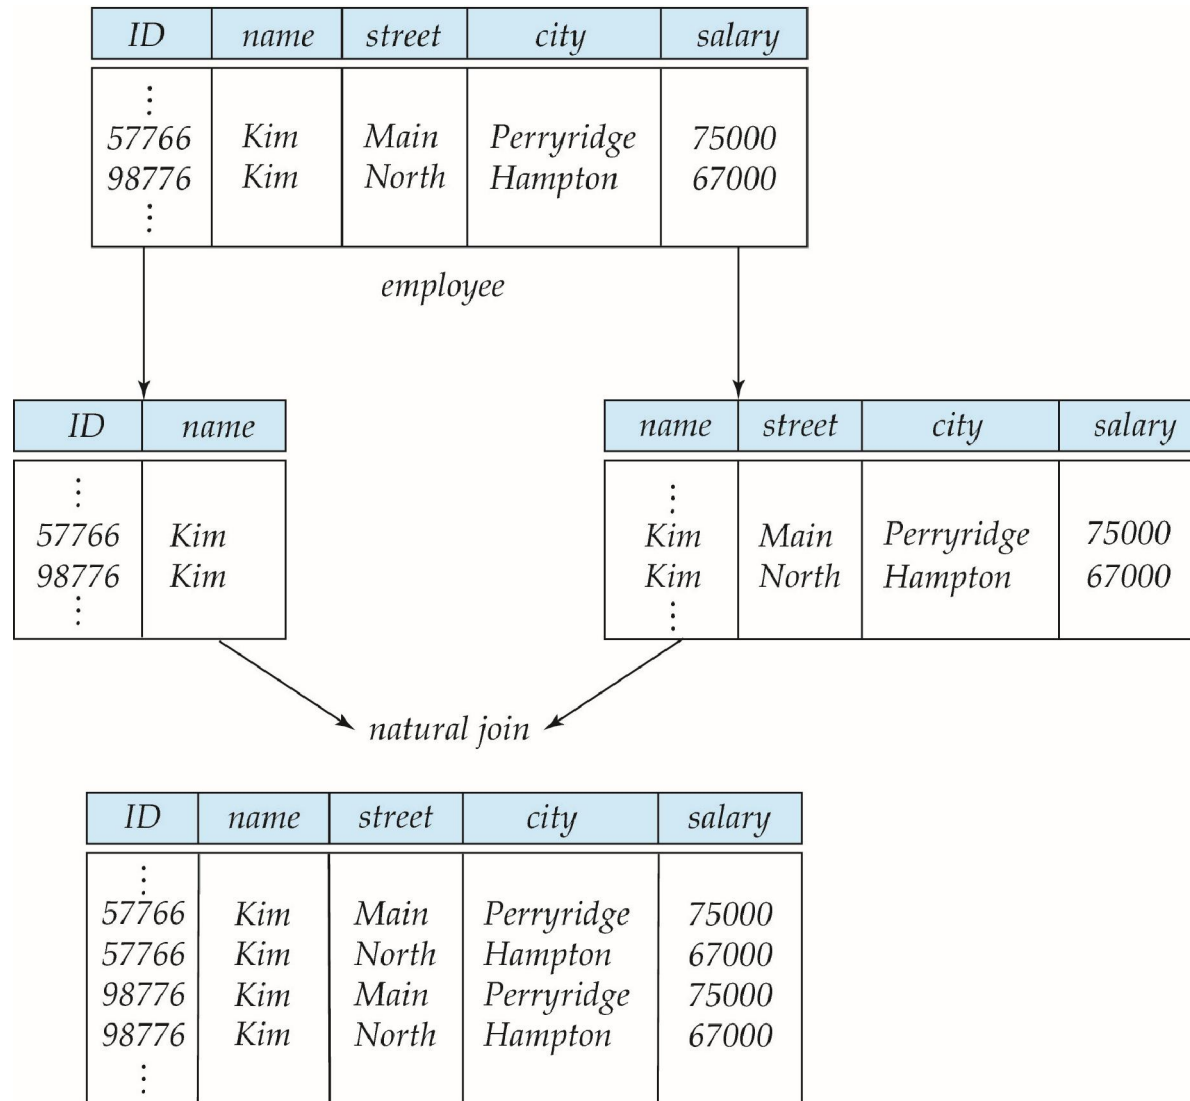 ID name street city salary
⋮
57766 Kim Main Perryridge 75000
98776 Kim North Hampton 67000
⋮
employee
ID name
⋮
57766 Kim
98776 Kim
⋮
name street city salary
⋮
Kim Main Perryridge 75000
Kim North Hampton 67000
⋮
natural join
ID name street city salary
⋮
57766 Kim Main Perryridge 75000
57766 Kim North Hampton 67000
98776 Kim Main Perryridge 75000
98776 Kim North Hampton 67000
⋮